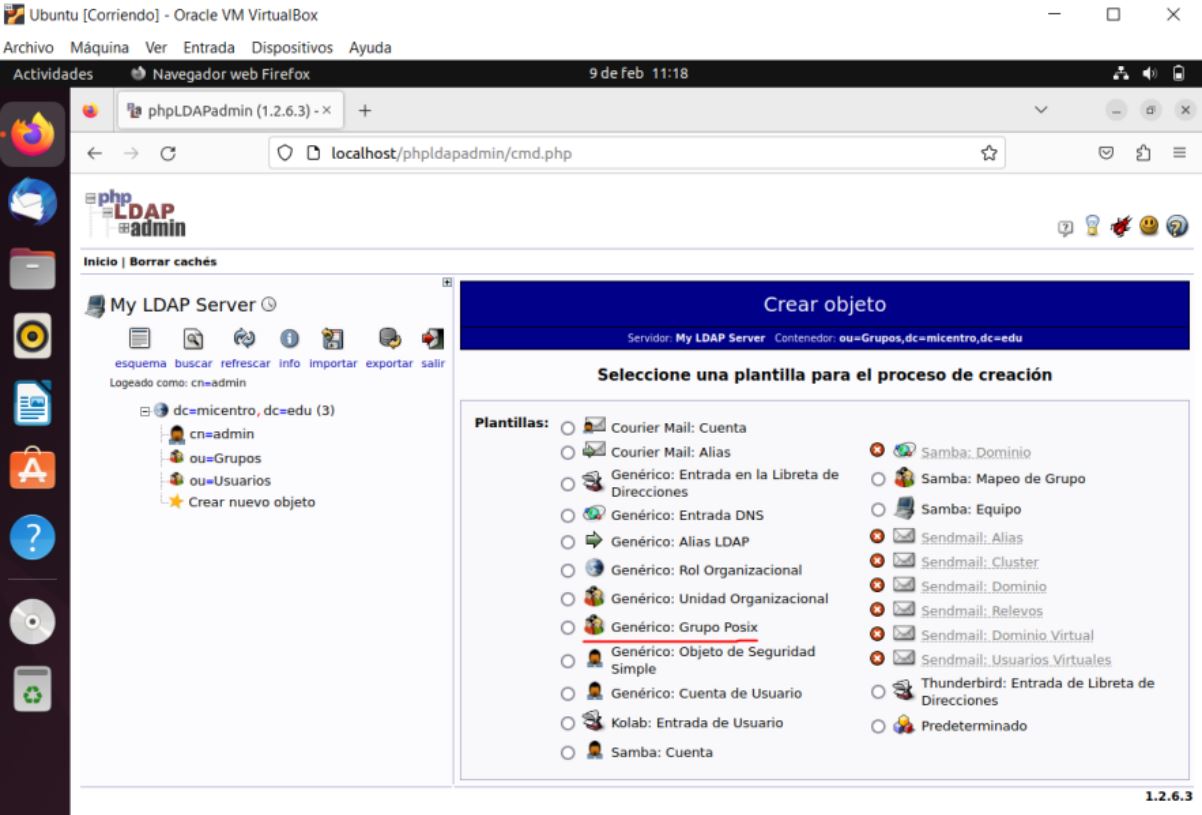 Ubuntu [Corriendo] - Oracle VM VirtualBox
Archivo Máquina Ver Entrada Dispositivos Ayuda
Actividades Navegador web Firefox 9 de feb 11:18
phpLDAPadmin (1.2.6.3) -
localhost/phpldapadmin/cmd.php
php
LDAP
admin
Inicio | Borrar cachés
My LDAP Server
esquema buscar refrescar info importar exportar salir
Logeado como: cn=admin
dc=micentro, dc=edu (3)
cn=admin
ou=Grupos
ou=Usuarios
Crear nuevo objeto
Crear objeto
Servidor: My LDAP Server Contenedor: ou=Grupos,dc=micentro,dc=edu
Seleccione una plantilla para el proceso de creación
Plantillas:
Courier Mail: Cuenta
Courier Mail: Alias
Genérico: Entrada en la Libreta de
Direcciones
Genérico: Entrada DNS
Genérico: Alias LDAP
Genérico: Rol Organizacional
Genérico: Unidad Organizacional
Genérico: Grupo Posix
Genérico: Objeto de Seguridad
Simple
Genérico: Cuenta de Usuario
Kolab: Entrada de Usuario
Samba: Cuenta
Samba: Dominio
Samba: Mapeo de Grupo
Samba: Equipo
Sendmail: Alias
Sendmail: Cluster
Sendmail: Dominio
Sendmail: Relevos
Sendmail: Dominio Virtual
Sendmail: Usuarios Virtuales
Thunderbird: Entrada de Libreta de
Direcciones
Predeterminado
1.2.6.3